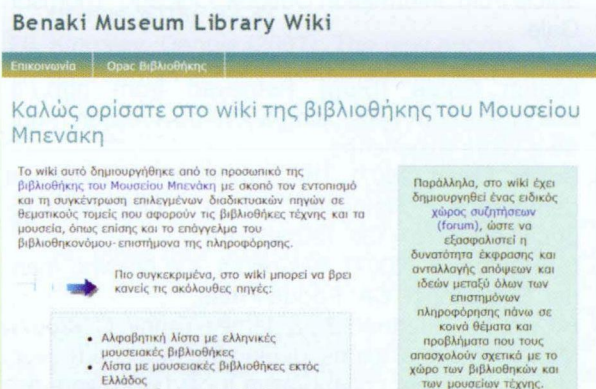 Benaki Museum Library Wiki
Επικοινωνία Opac Βιβλιοθήκης
Καλώς ορίσατε στο wiki της βιβλιοθήκης του Μουσείου
Μπενάκη
Το wiki αυτό δημιουργήθηκε από το προσωπικό της
βιβλιοθήκης του Μουσείου Μπενάκη με σκοπό τον εντοπισμό
και τη συγκέντρωση επιλεγμένων διαδικτυακών πηγών σε
θεματικούς τομείς που αφορούν τις βιβλιοθήκες τέχνης και τα
μουσεία, όπως επίσης και το επάγγελμα του
βιβλιοθηκονόμου-επιστήμονα της πληροφόρησης.
Πιο συγκεκριμένα, στο wiki μπορεί να βρει
κανείς τις ακόλουθες πηγές:
• Αλφαβητική λίστα με ελληνικές
μουσειακές βιβλιοθήκες
• Λίστα με μουσειακές βιβλιοθήκες εκτός
Ελλάδος
Παράλληλα, στο wiki έχει
δημιουργηθεί ένας ειδικός
χώρος συζητήσεων
(forum), ώστε να
εξασφαλιστεί η
δυνατότητα έκφρασης και
ανταλλαγής απόψεων και
ιδεών μεταξύ όλων των
επιστημόνων
πληροφόρησης πάνω σε
κοινά θέματα και
προβλήματα που τους
απασχολούν σχετικά με το
χώρο των βιβλιοθηκών και
των μουσείων τέχνης.